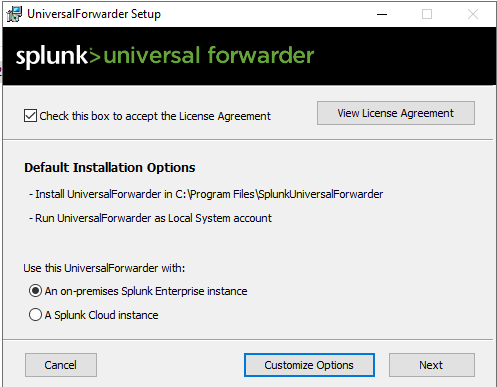 UniversalForwarder Setup
splunk>universal forwarder
Check this box to accept the License Agreement
View License Agreement
Default Installation Options
- Install UniversalForwarder in C:\Program Files\SplunkUniversalForwarder
- Run UniversalForwarder as Local System account
Use this UniversalForwarder with:
An on-premises Splunk Enterprise instance
A Splunk Cloud instance
Cancel
Customize Options
Next